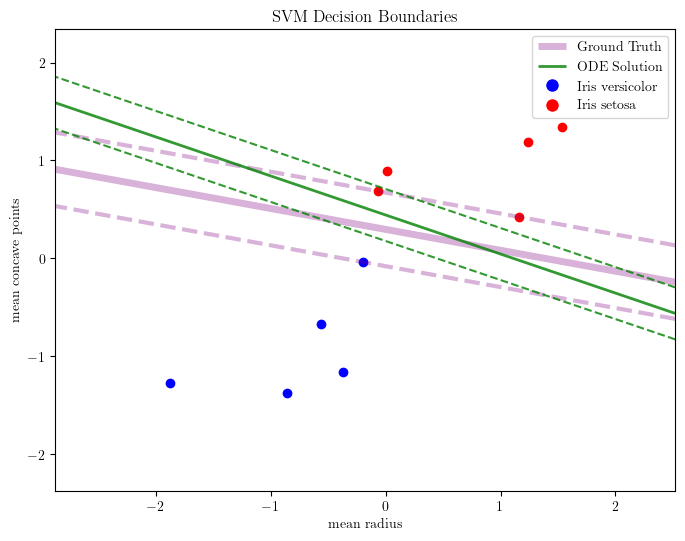 SVM Decision Boundaries
Ground Truth
ODE Solution
Iris versicolor
Iris setosa
mean concave points
2
1
0
−1
−2
−2
−1
0
1
2
mean radius